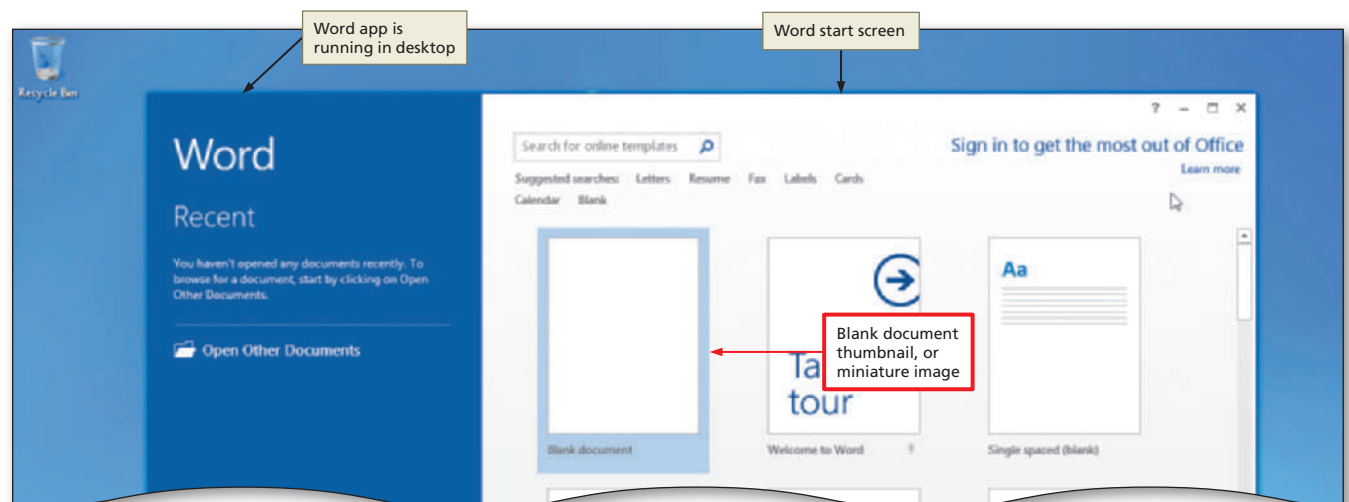 Word app is
running in desktop
Word start screen
Recycle Bin
? – □ ×
Word
Search for online templates
Sign in to get the most out of Office
Learn more
Suggested searches: Letters Resume Fax Labels Cards
Calendar Blank
Recent
You haven't opened any documents recently. To
browse for a document, start by clicking on Open
Other Documents.
Open Other Documents
Aa
Blank document
thumbnail, or
miniature image
Ta
tour
Blank document
Welcome to Word
Single spaced (blank)